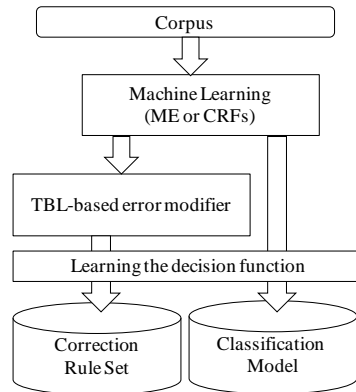 Corpus
Machine Learning
(ME or CRFs)
TBL-based error modifier
Learning the decision function
Correction
Rule Set
Classification
Model